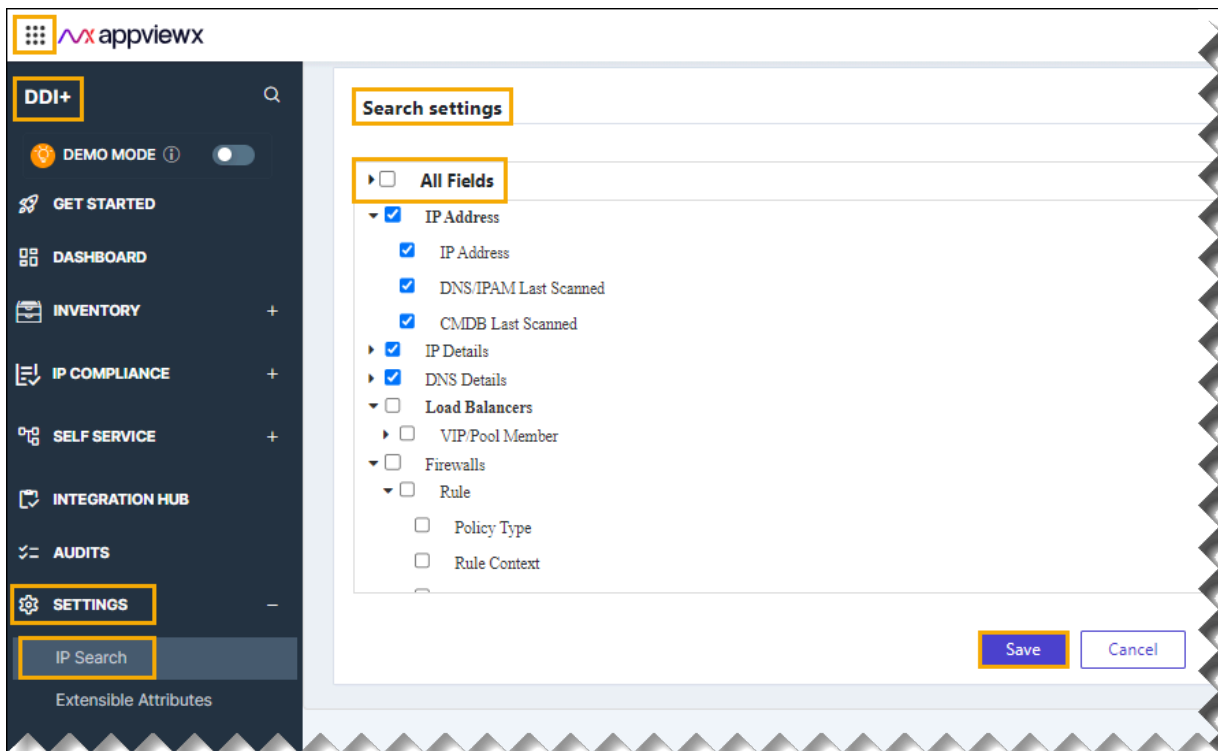 appviewx
DDI+
DEMO MODE
GET STARTED
DASHBOARD
INVENTORY
IP COMPLIANCE
SELF SERVICE
INTEGRATION HUB
AUDITS
SETTINGS
IP Search
Extensible Attributes
Search settings
All Fields
IP Address
IP Address
DNS/IPAM Last Scanned
CMDB Last Scanned
IP Details
DNS Details
Load Balancers
VIP/Pool Member
Firewalls
Rule
Policy Type
Rule Context
Save Cancel